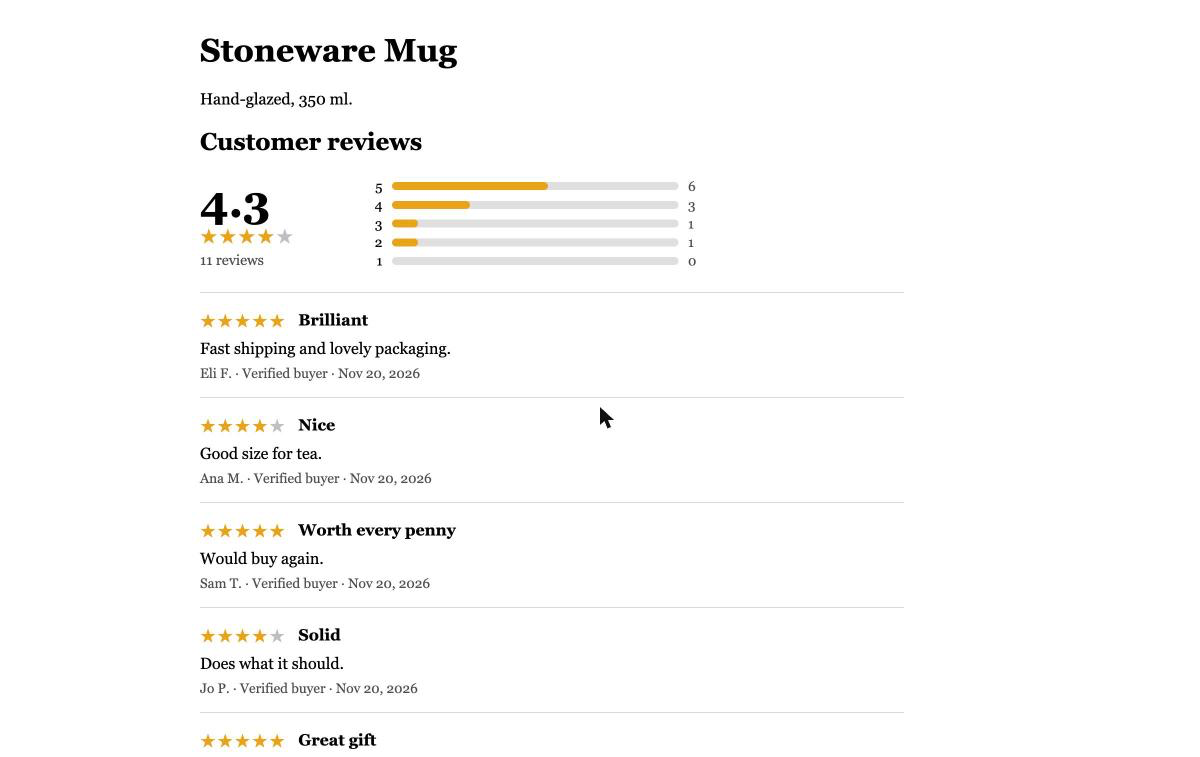 Stoneware Mug
Hand-glazed, 350 ml.
Customer reviews
4.3
11 reviews
5 6
4 3
3 1
2 1
1 0
Brilliant
Fast shipping and lovely packaging.
Eli F. · Verified buyer · Nov 20, 2026
Nice
Good size for tea.
Ana M. · Verified buyer · Nov 20, 2026
Worth every penny
Would buy again.
Sam T. · Verified buyer · Nov 20, 2026
Solid
Does what it should.
Jo P. · Verified buyer · Nov 20, 2026
Great gift